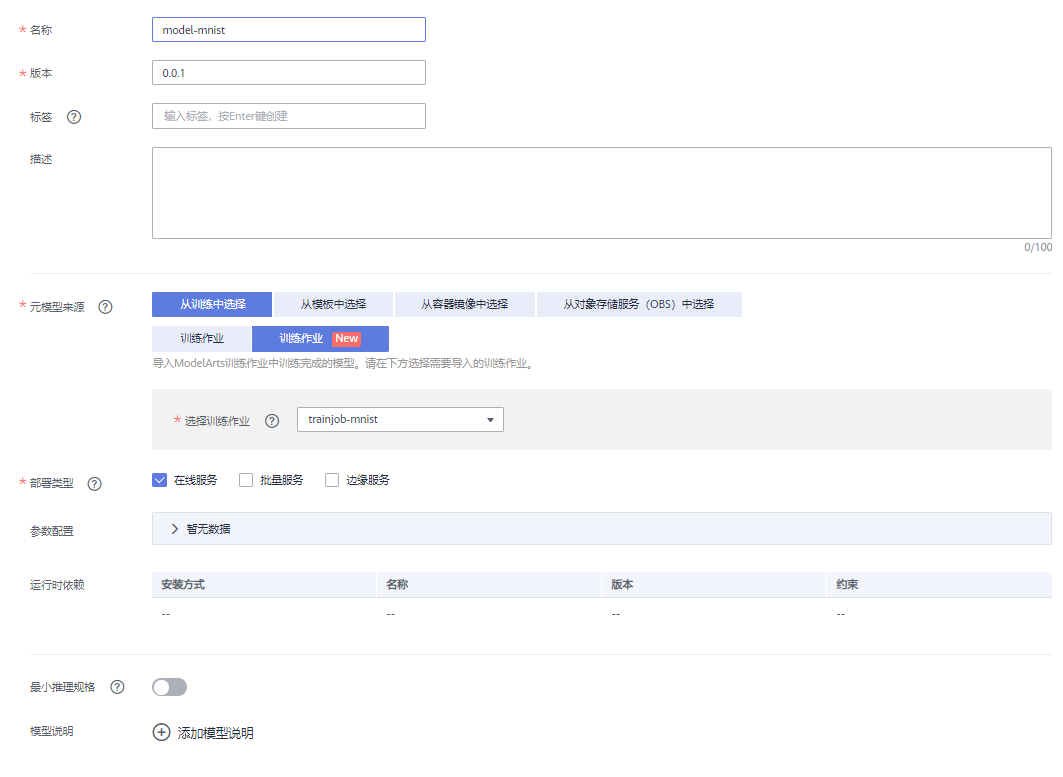 * 名称 model-mnist
* 版本 0.0.1
标签 ? 输入标签，按Enter键创建
描述
0/100
* 元模型来源 ? 从训练中选择 从模板中选择 从容器镜像中选择 从对象存储服务（OBS）中选择
训练作业 训练作业 New
导入ModelArts训练作业中训练完成的模型。请在下方选择需要导入的训练作业。
* 选择训练作业 ? trainjob-mnist
* 部署类型 ? 在线服务 批量服务 边缘服务
参数配置 暂无数据
运行时依赖 安装方式 名称 版本 约束
-- -- -- --
最小推理规格 ?
模型说明 添加模型说明